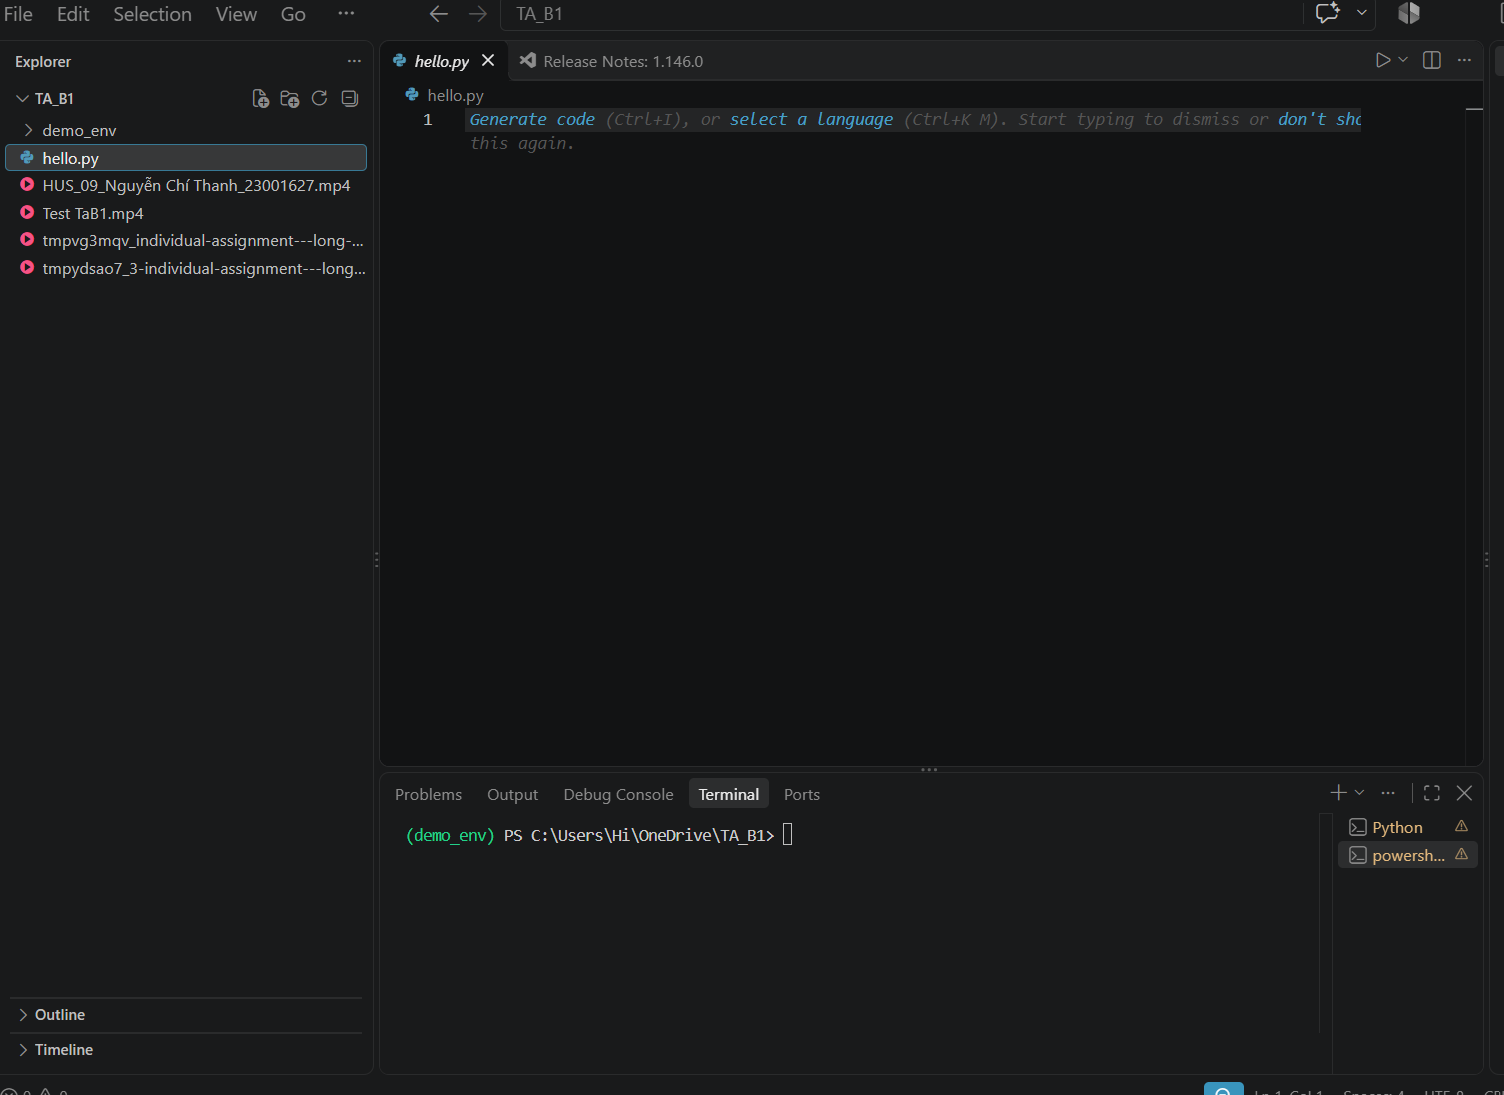 File Edit Selection View Go ··· TA_B1
Explorer ···
TA_B1
demo_env
hello.py
HUS_09_Nguyễn Chí Thanh_23001627.mp4
Test TaB1.mp4
tmpvg3mqv_individual-assignment---long-...
tmpydsao7_3-individual-assignment---long...
Outline
Timeline
hello.py Release Notes: 1.146.0
hello.py
1 Generate code (Ctrl+I), or select a language (Ctrl+K M). Start typing to dismiss or don't sho
this again.
Problems Output Debug Console Terminal Ports
(demo_env) PS C:\Users\Hi\OneDrive\TA_B1>
Python
powersh...